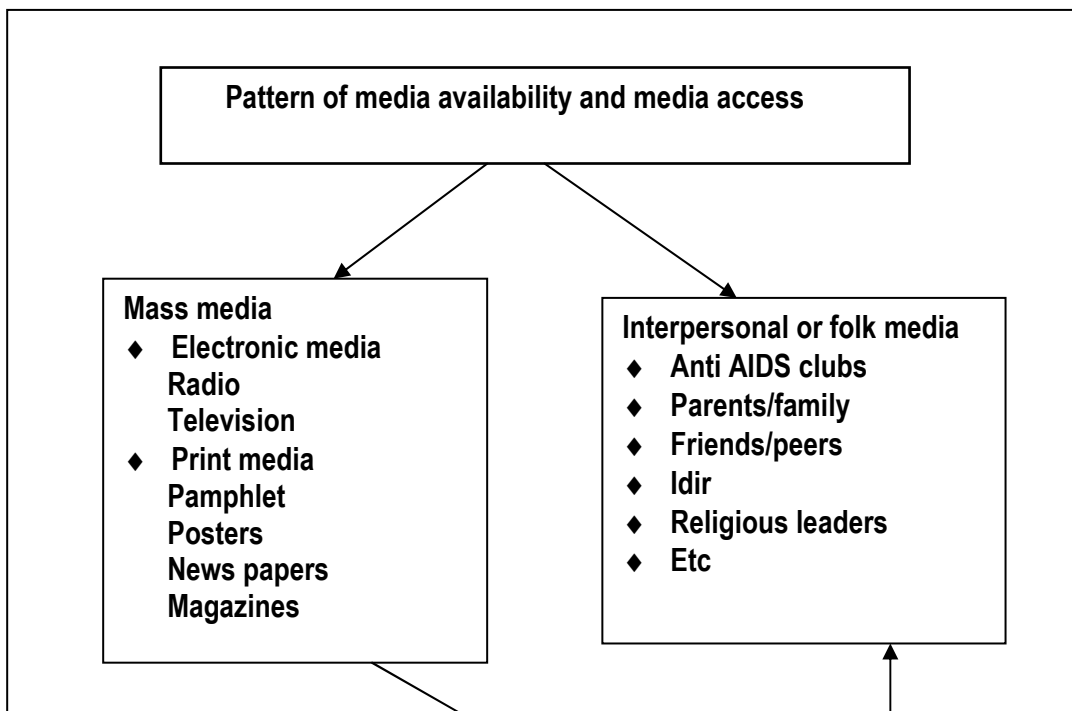 Pattern of media availability and media access
Mass media
♦ Electronic media
Radio
Television
♦ Print media
Pamphlet
Posters
News papers
Magazines
Interpersonal or folk media
♦ Anti AIDS clubs
♦ Parents/family
♦ Friends/peers
♦ Idir
♦ Religious leaders
♦ Etc